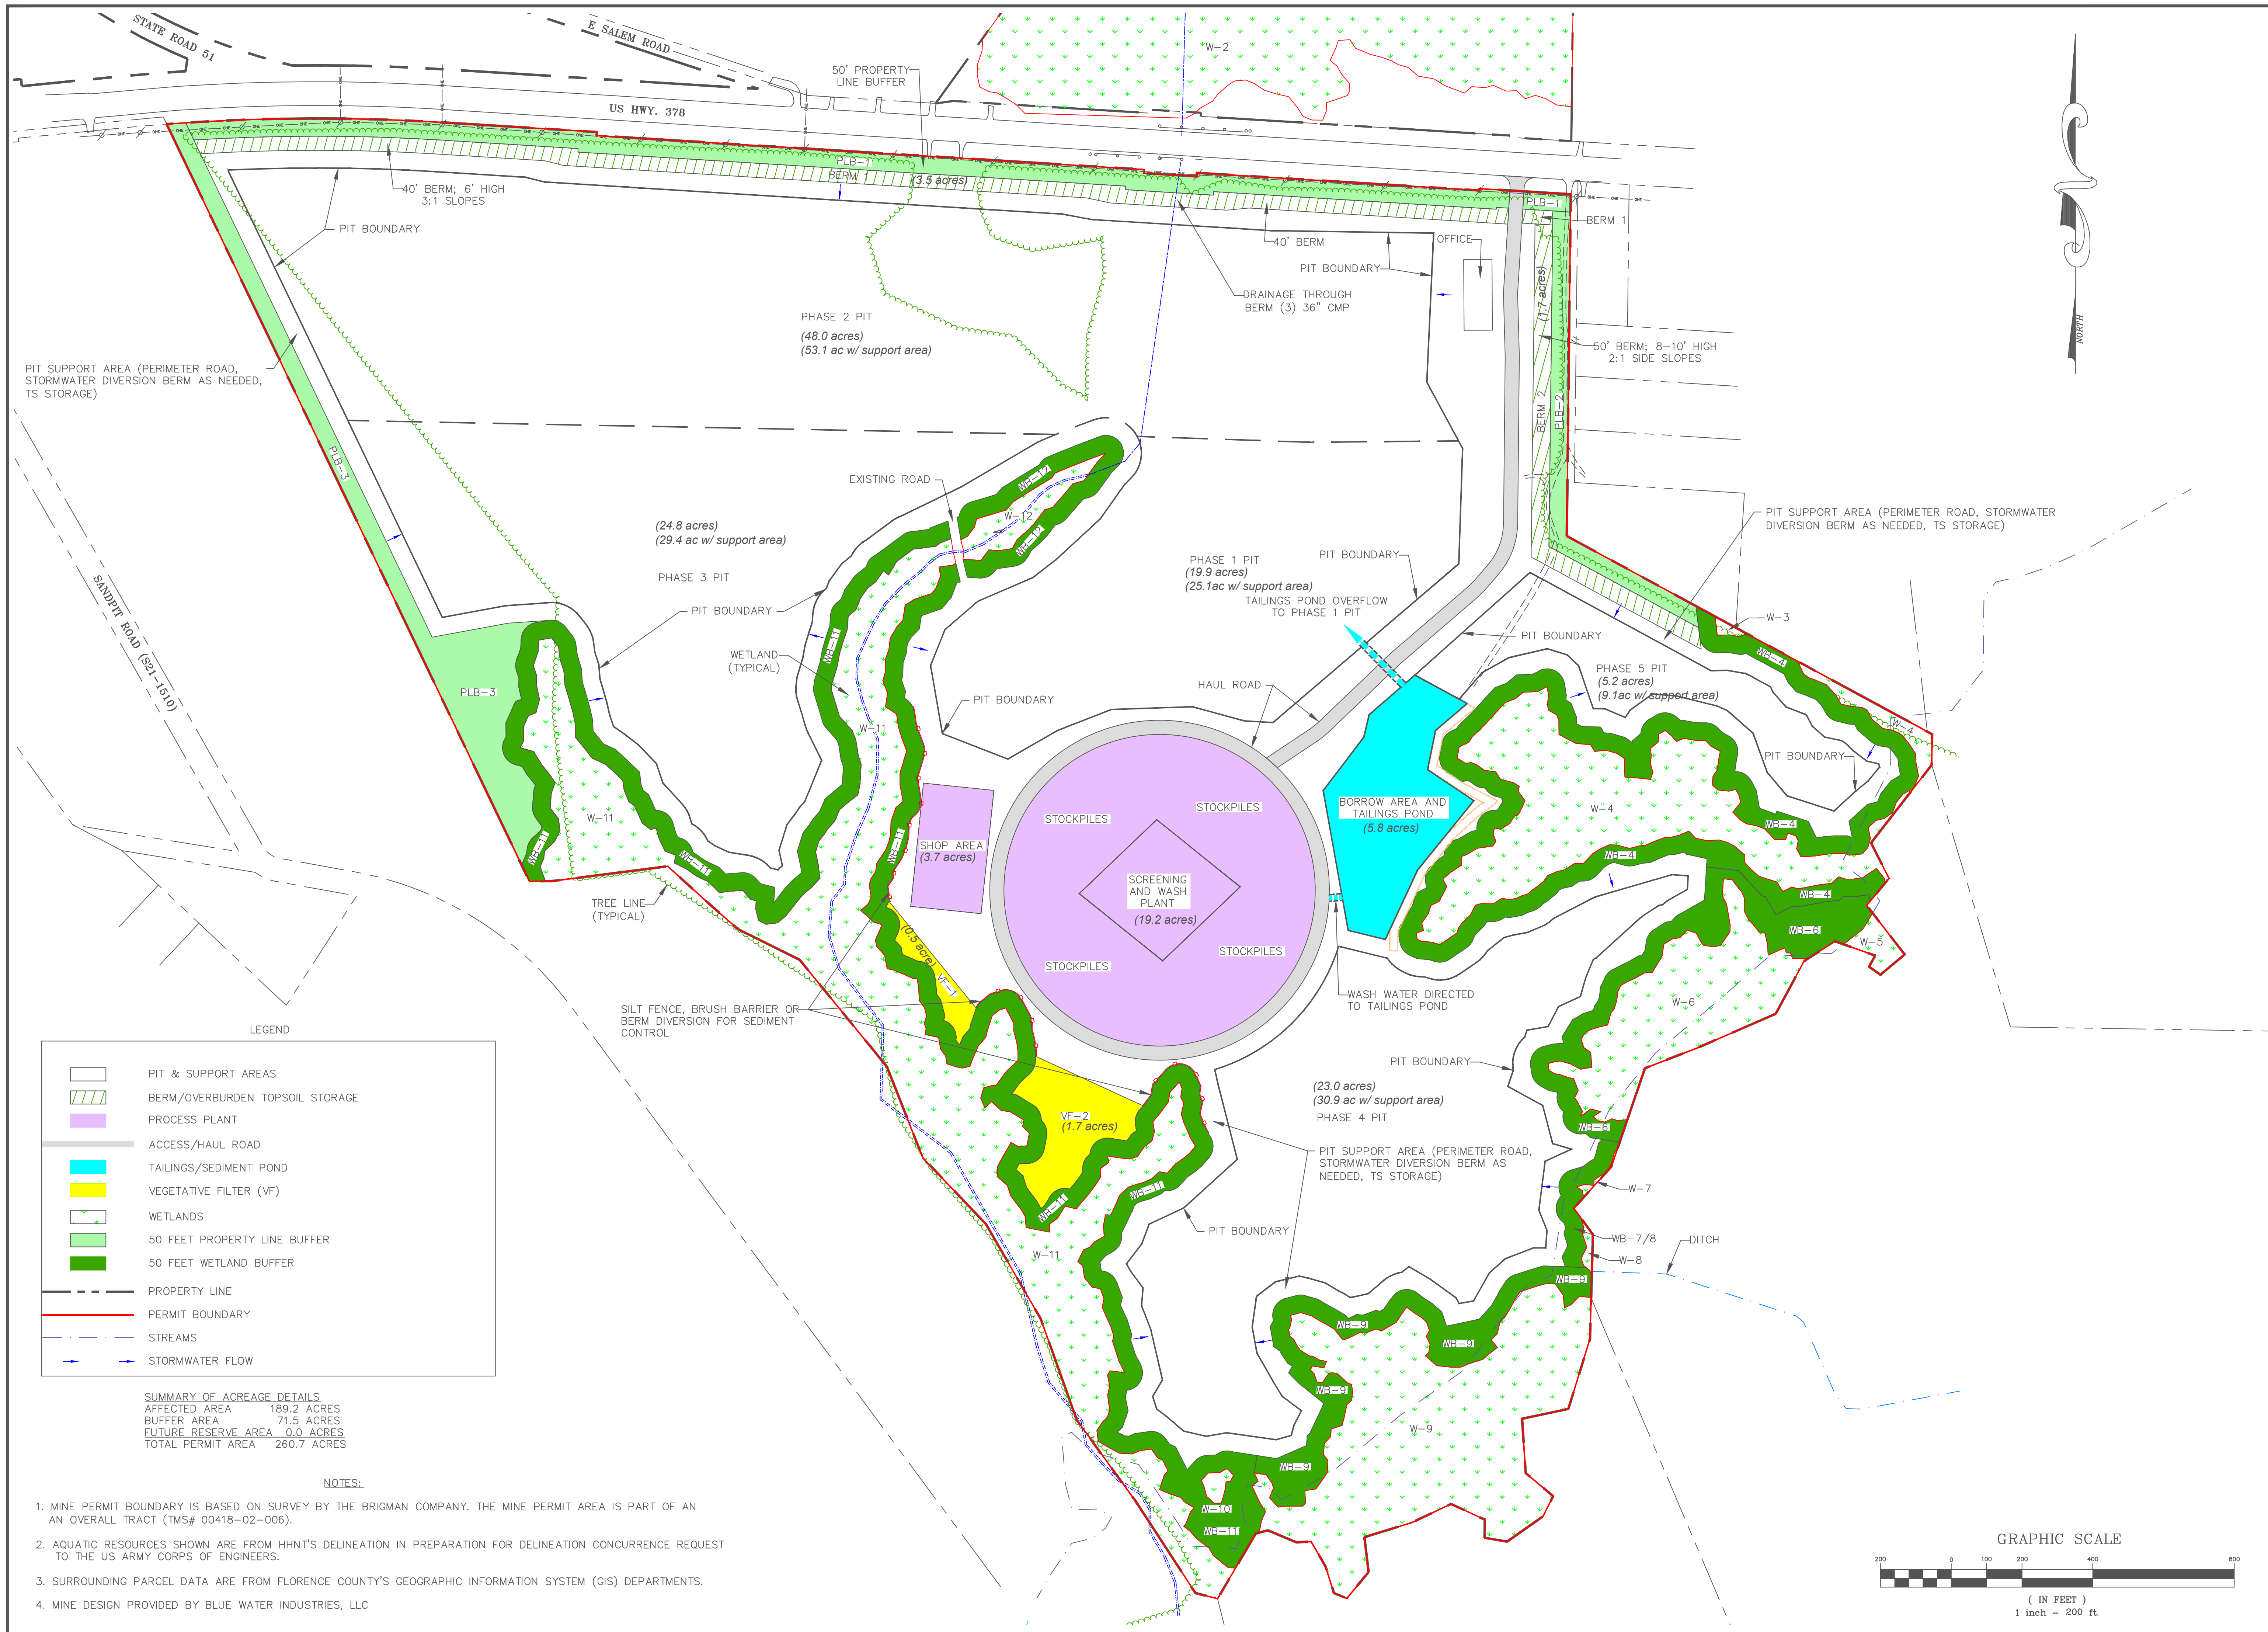 STATE ROAD 51
E SALEM ROAD
US HWY. 378
50' PROPERTY
LINE BUFFER
W-2
PLB-1
BERM 1
(3.5 acres)
40' BERM; 6' HIGH
3:1 SLOPES
PIT BOUNDARY
40' BERM
PIT BOUNDARY
OFFICE
PLB-1
BERM 1
DRAINAGE THROUGH
BERM (3) 36" CMP
(1.7 acres)
50' BERM; 8-10' HIGH
2:1 SIDE SLOPES
BERM 2
PLB-2
NORTH
PHASE 2 PIT
(48.0 acres)
(53.1 ac w/ support area)
PIT SUPPORT AREA (PERIMETER ROAD,
STORMWATER DIVERSION BERM AS NEEDED,
TS STORAGE)
PLB-3
SANDPIT ROAD (S21-1510)
EXISTING ROAD
WB-12
W-12
WB-12
(24.8 acres)
(29.4 ac w/ support area)
PHASE 3 PIT
PIT BOUNDARY
WB-11
WETLAND
(TYPICAL)
PHASE 1 PIT
(19.9 acres)
(25.1ac w/ support area)
PIT BOUNDARY
TAILINGS POND OVERFLOW
TO PHASE 1 PIT
PIT SUPPORT AREA (PERIMETER ROAD, STORMWATER
DIVERSION BERM AS NEEDED, TS STORAGE)
W-3
PIT BOUNDARY
WB-4
PHASE 5 PIT
(5.2 acres)
(9.1ac w/ support area)
PLB-3
PIT BOUNDARY
HAUL ROAD
W-11
W-4
PIT BOUNDARY
STOCKPILES
STOCKPILES
BORROW AREA AND
TAILINGS POND
(5.8 acres)
W-4
WB-4
W-11
WB-11
WB-11
WB-11
SHOP AREA
(3.7 acres)
WB-4
SCREENING
AND WASH
PLANT
(19.2 acres)
WB-4
TREE LINE
(TYPICAL)
(0.5 acre)
VF-1
STOCKPILES
STOCKPILES
WB-6
W-5
WASH WATER DIRECTED
TO TAILINGS POND
SILT FENCE, BRUSH BARRIER OR
BERM DIVERSION FOR SEDIMENT
CONTROL
W-6
PIT BOUNDARY
(23.0 acres)
(30.9 ac w/ support area)
PHASE 4 PIT
VF-2
(1.7 acres)
WB-6
PIT SUPPORT AREA (PERIMETER ROAD,
STORMWATER DIVERSION BERM AS
NEEDED, TS STORAGE)
WB-11
WB-11
W-7
PIT BOUNDARY
WB-7/8
DITCH
W-8
W-11
WB-9
WB-9
WB-9
WB-9
W-9
WB-9
W-10
WB-11
LEGEND
PIT & SUPPORT AREAS
BERM/OVERBURDEN TOPSOIL STORAGE
PROCESS PLANT
ACCESS/HAUL ROAD
TAILINGS/SEDIMENT POND
VEGETATIVE FILTER (VF)
WETLANDS
50 FEET PROPERTY LINE BUFFER
50 FEET WETLAND BUFFER
PROPERTY LINE
PERMIT BOUNDARY
STREAMS
STORMWATER FLOW
SUMMARY OF ACREAGE DETAILS
AFFECTED AREA 189.2 ACRES
BUFFER AREA 71.5 ACRES
FUTURE RESERVE AREA 0.0 ACRES
TOTAL PERMIT AREA 260.7 ACRES
NOTES:
1. MINE PERMIT BOUNDARY IS BASED ON SURVEY BY THE BRIGMAN COMPANY. THE MINE PERMIT AREA IS PART OF AN
AN OVERALL TRACT (TMS# 00418-02-006).
2. AQUATIC RESOURCES SHOWN ARE FROM HHNT'S DELINEATION IN PREPARATION FOR DELINEATION CONCURRENCE REQUEST
TO THE US ARMY CORPS OF ENGINEERS.
3. SURROUNDING PARCEL DATA ARE FROM FLORENCE COUNTY'S GEOGRAPHIC INFORMATION SYSTEM (GIS) DEPARTMENTS.
4. MINE DESIGN PROVIDED BY BLUE WATER INDUSTRIES, LLC
GRAPHIC SCALE
200 0 100 200 400 800
( IN FEET )
1 inch = 200 ft.